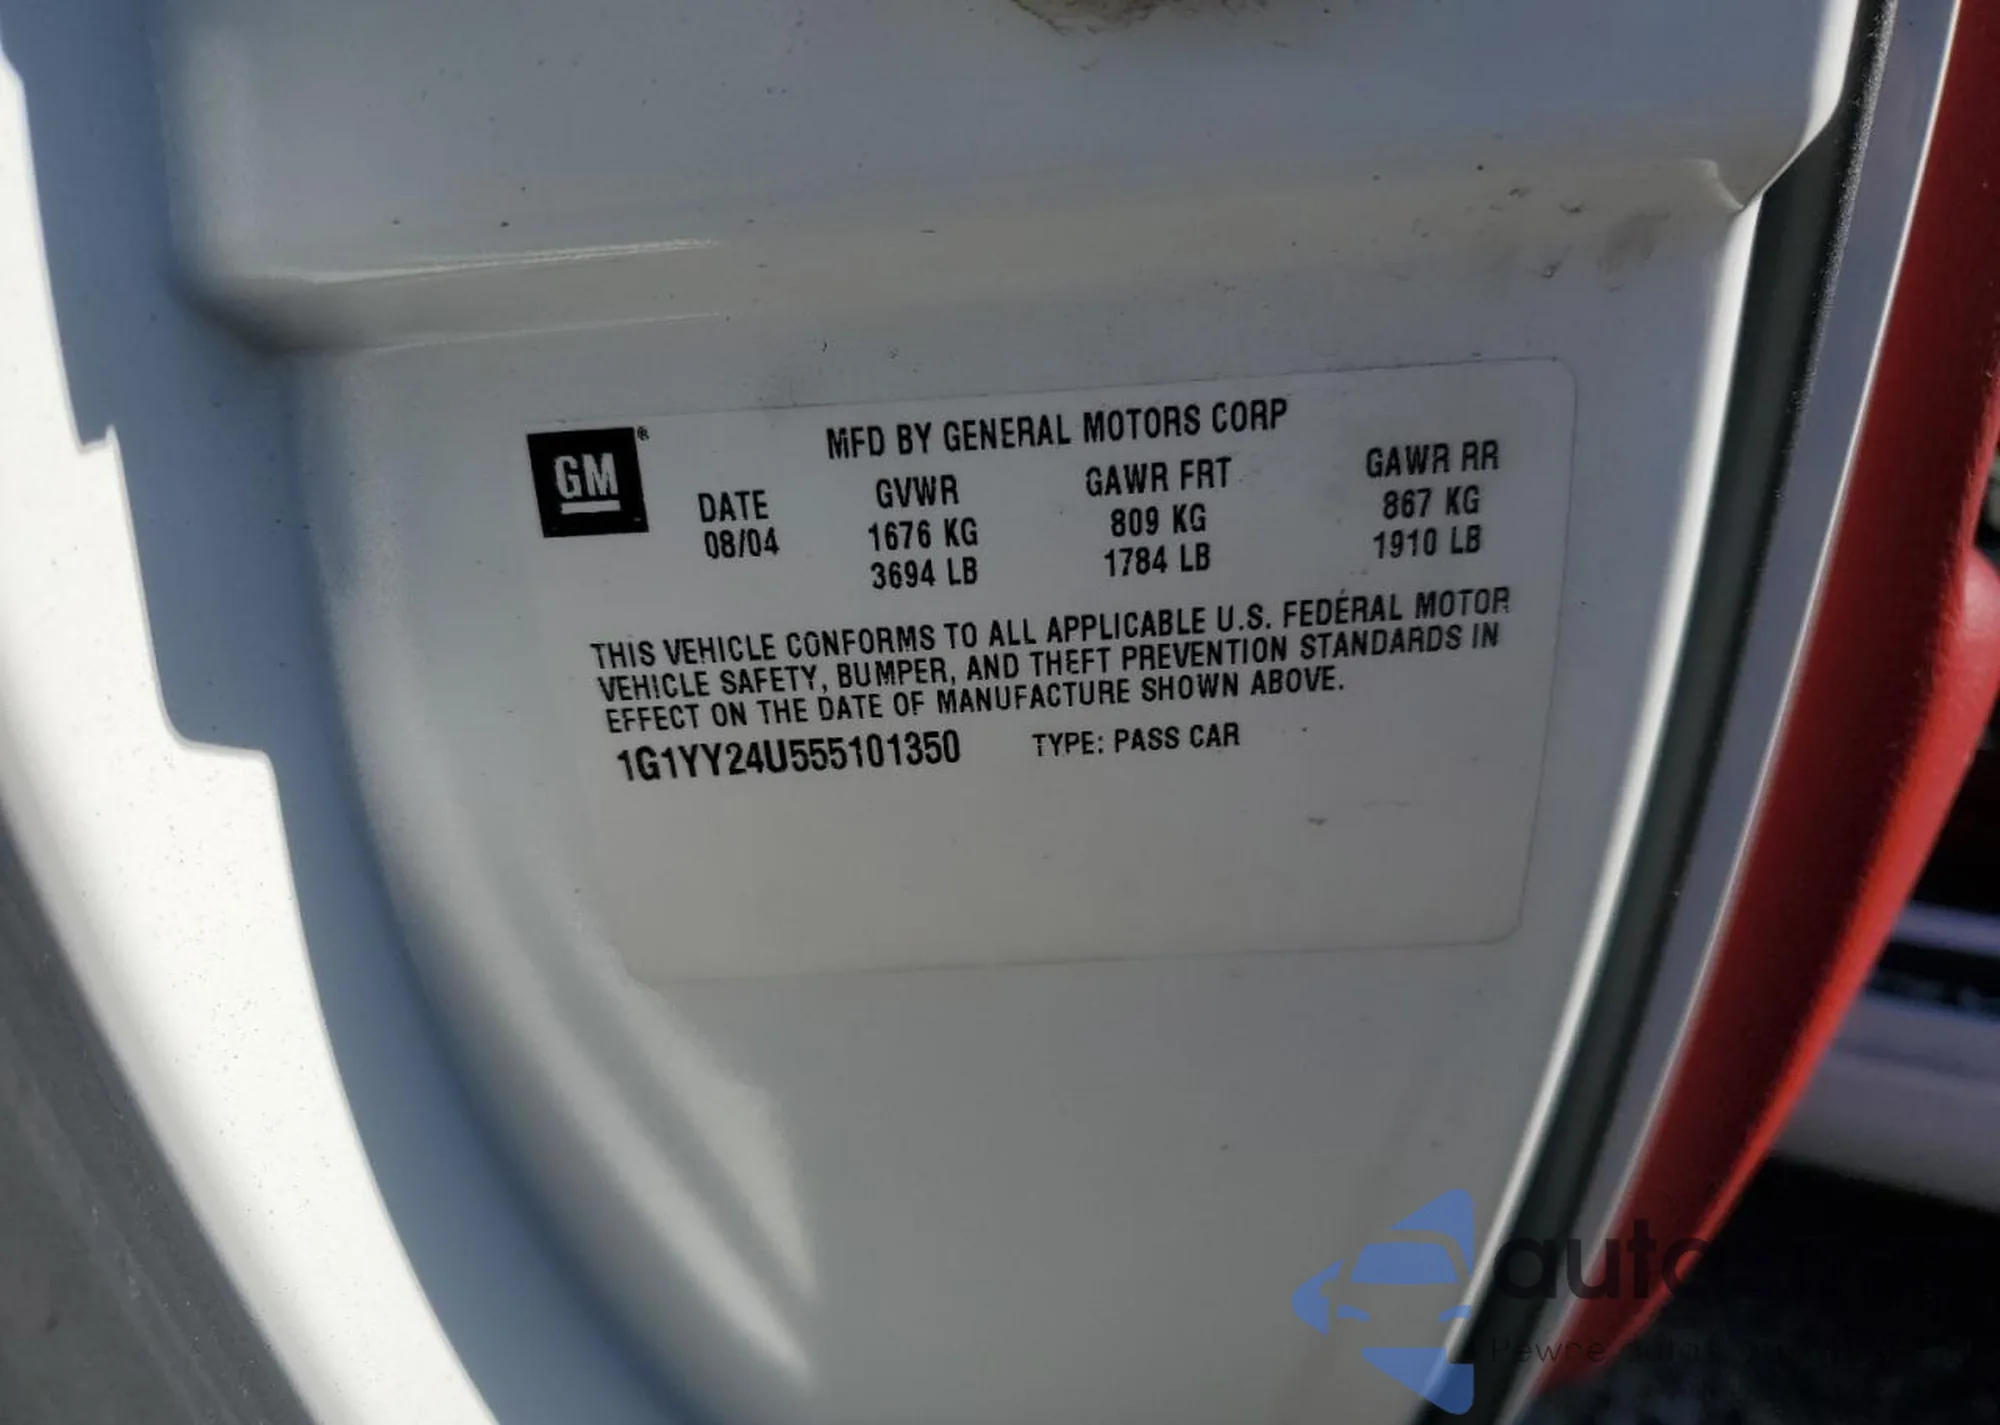 GM ®
MFD BY GENERAL MOTORS CORP
DATE GVWR GAWR FRT GAWR RR
08/04 1676 KG 809 KG 867 KG
3694 LB 1784 LB 1910 LB
THIS VEHICLE CONFORMS TO ALL APPLICABLE U.S. FEDERAL MOTOR
VEHICLE SAFETY, BUMPER, AND THEFT PREVENTION STANDARDS IN
EFFECT ON THE DATE OF MANUFACTURE SHOWN ABOVE.
1G1YY24U555101350 TYPE: PASS CAR
Pewne